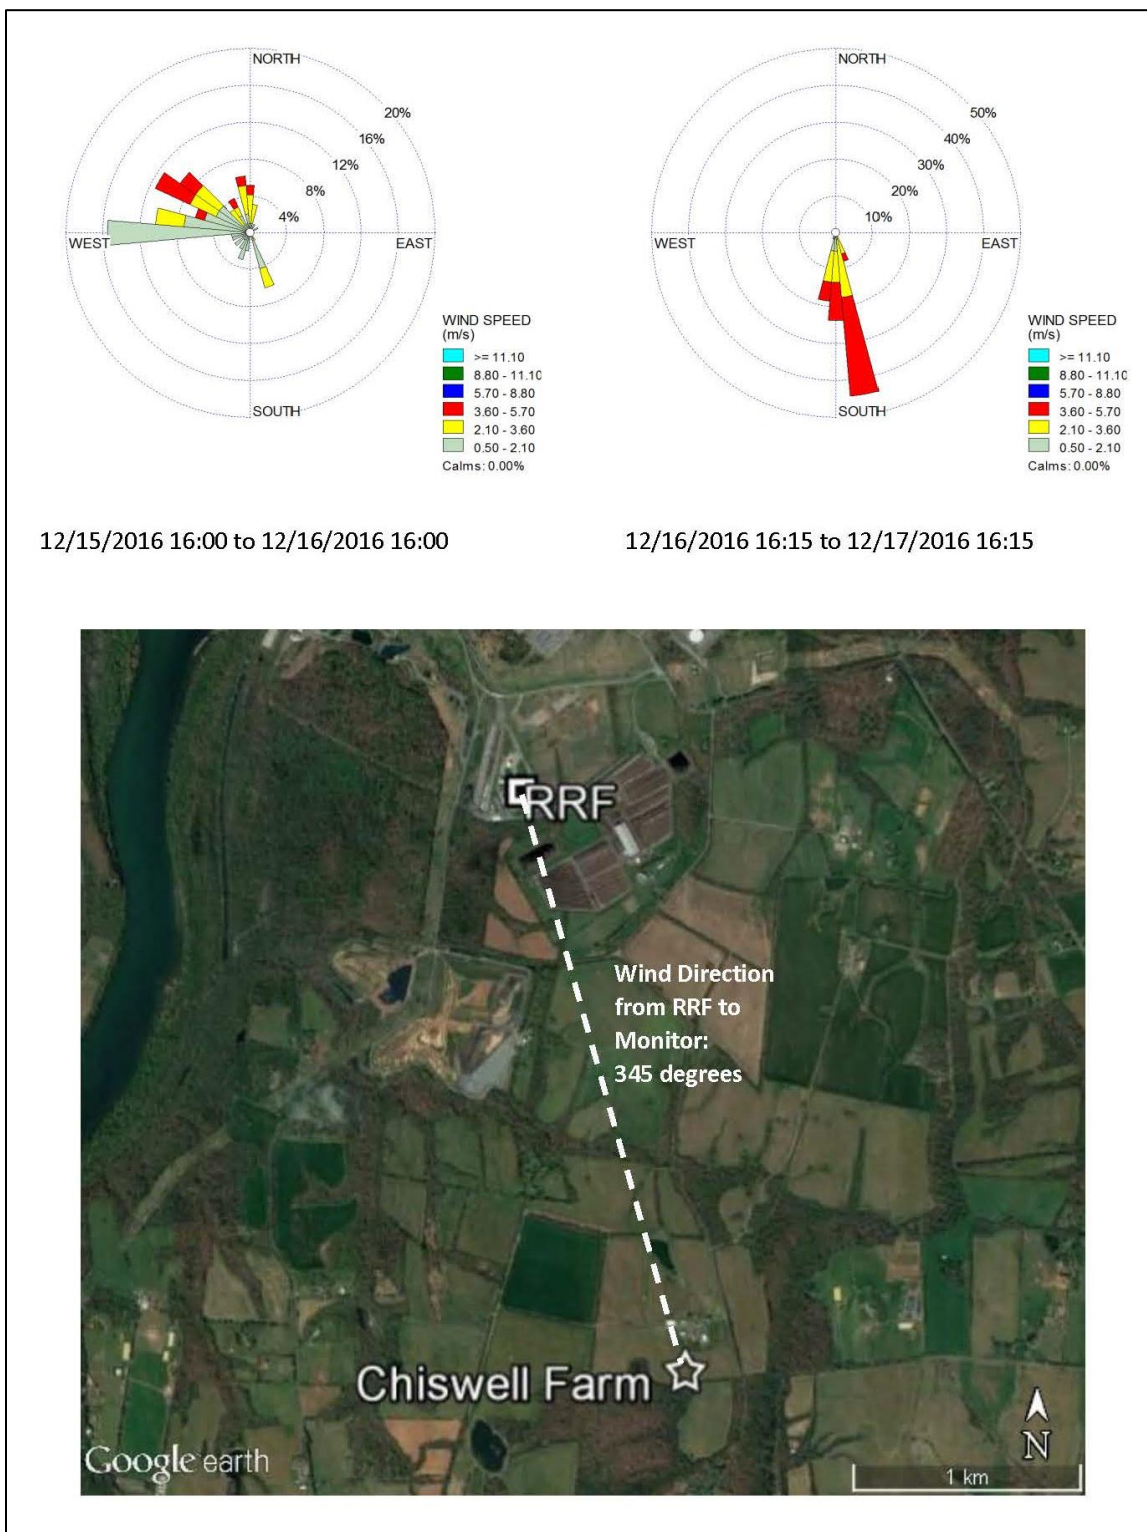 NORTH
20%
16%
12%
8%
4%
WEST
EAST
SOUTH
WIND SPEED
(m/s)
>= 11.10
8.80 - 11.10
5.70 - 8.80
3.60 - 5.70
2.10 - 3.60
0.50 - 2.10
Calms: 0.00%
NORTH
50%
40%
30%
20%
10%
WEST
EAST
SOUTH
WIND SPEED
(m/s)
>= 11.10
8.80 - 11.10
5.70 - 8.80
3.60 - 5.70
2.10 - 3.60
0.50 - 2.10
Calms: 0.00%
12/15/2016 16:00 to 12/16/2016 16:00
12/16/2016 16:15 to 12/17/2016 16:15
RRF
Wind Direction
from RRF to
Monitor:
345 degrees
Chiswell Farm
N
Google earth
1 km